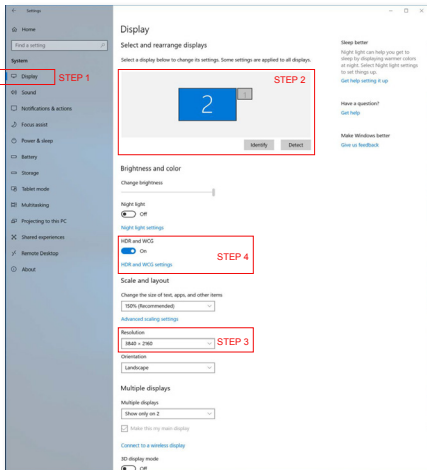 Settings
Home
Find a setting
System
Display
STEP 1
Sound
Notifications & actions
Focus assist
Power & sleep
Battery
Storage
Tablet mode
Multitasking
Projecting to this PC
Shared experiences
Remote Desktop
About
Display
Select and rearrange displays
Select a display below to change its settings. Some settings are applied to all displays.
STEP 2
2
Identify
Detect
Brightness and color
Change brightness
Night light
Off
Night light settings
HDR and WCG
On
STEP 4
HDR and WCG settings
Scale and layout
Change the size of text, apps, and other items
150% (Recommended)
Advanced scaling settings
Resolution
3840 × 2160
STEP 3
Orientation
Landscape
Multiple displays
Multiple displays
Show only on 2
Make this my main display
Connect to a wireless display
3D display mode
Off
Sleep better
Night light can help you get to
sleep by displaying warmer colors
at night. Select Night light settings
to set things up.
Get help setting it up
Have a question?
Get help
Make Windows better
Give us feedback